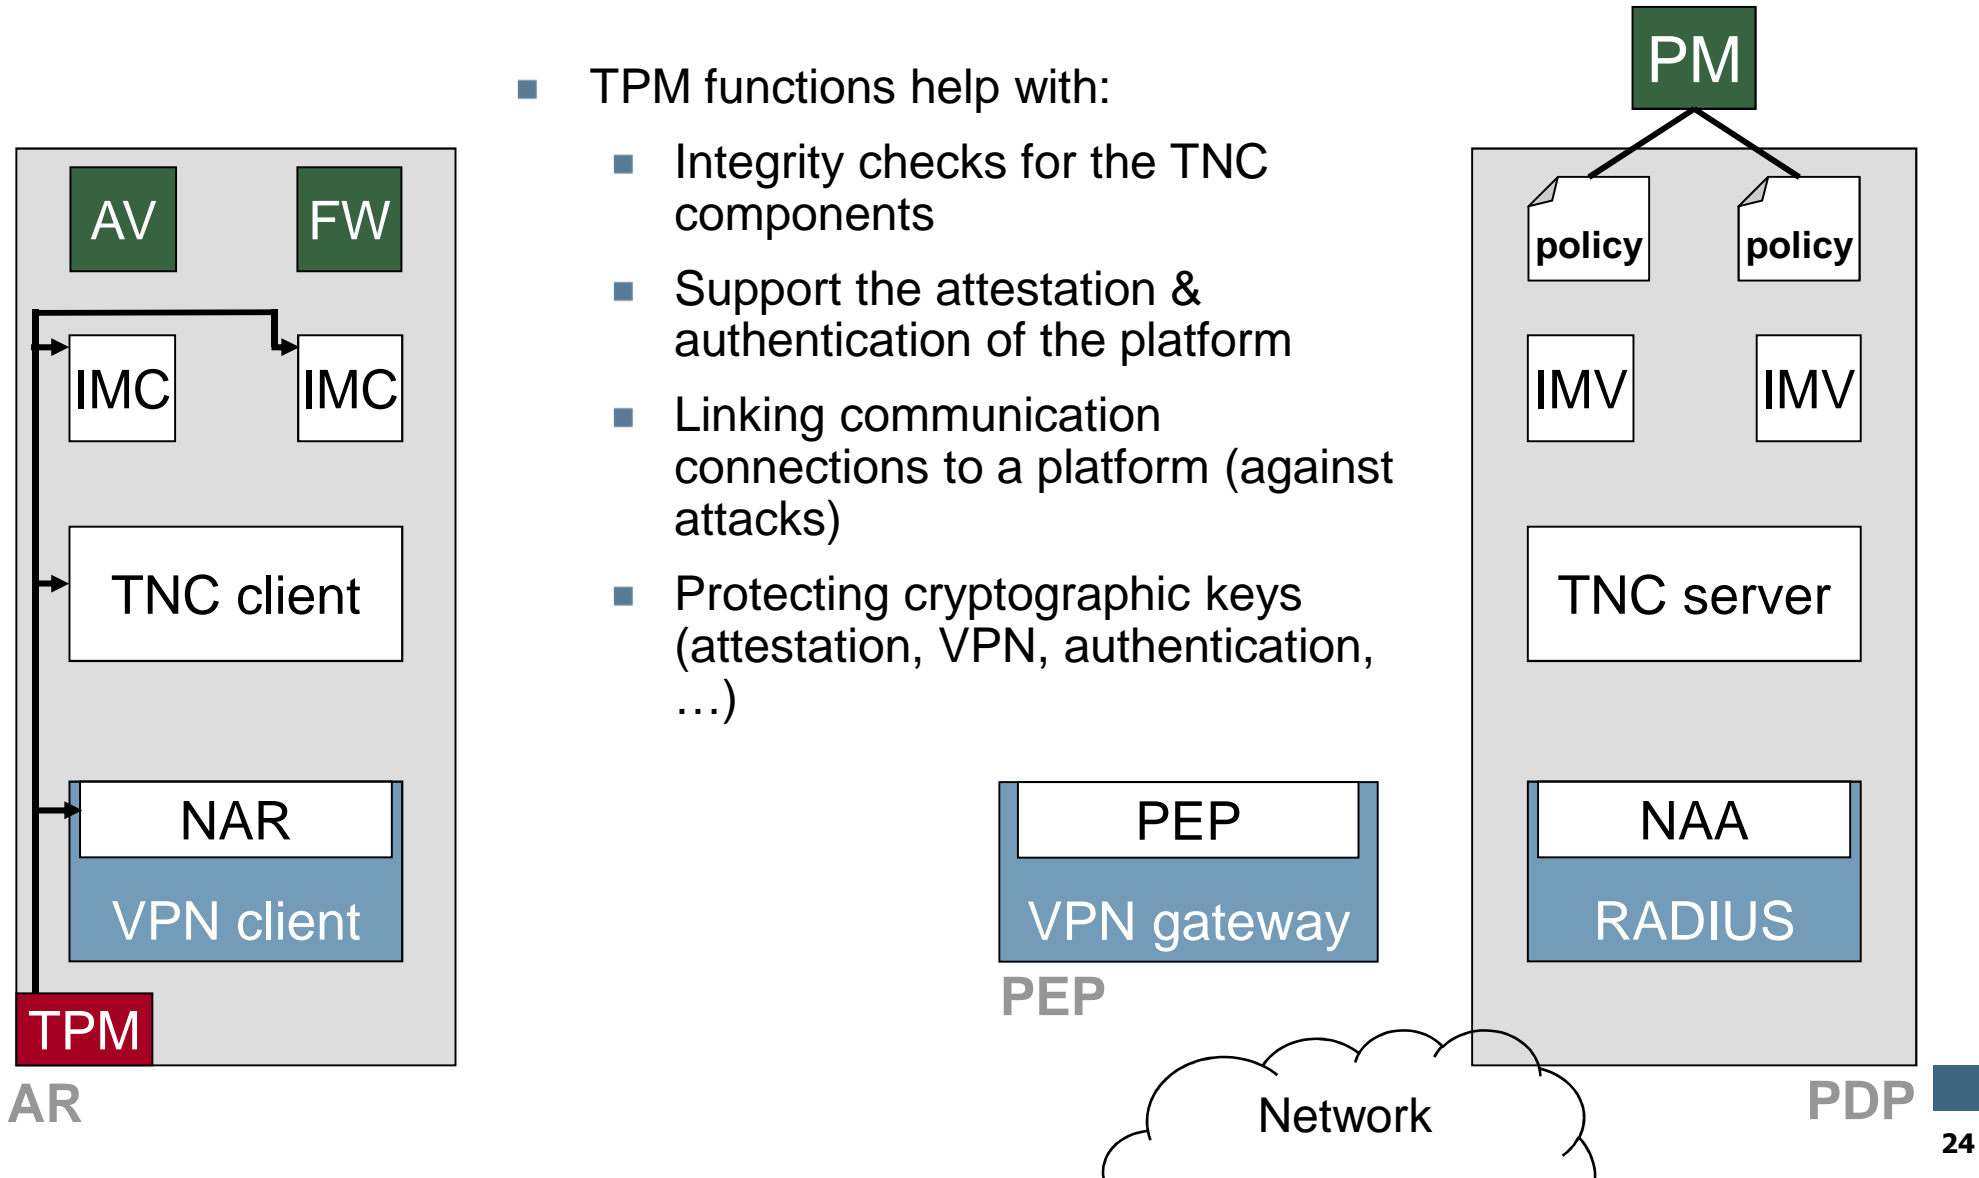 PM
TPM functions help with:
Integrity checks for the TNC
components
Support the attestation &
authentication of the platform
Linking communication
connections to a platform (against
attacks)
Protecting cryptographic keys
(attestation, VPN, authentication,
…)
AV
FW
IMC
IMC
TNC client
NAR
VPN client
TPM
AR
PEP
VPN gateway
PEP
Network
policy
policy
IMV
IMV
TNC server
NAA
RADIUS
PDP
24